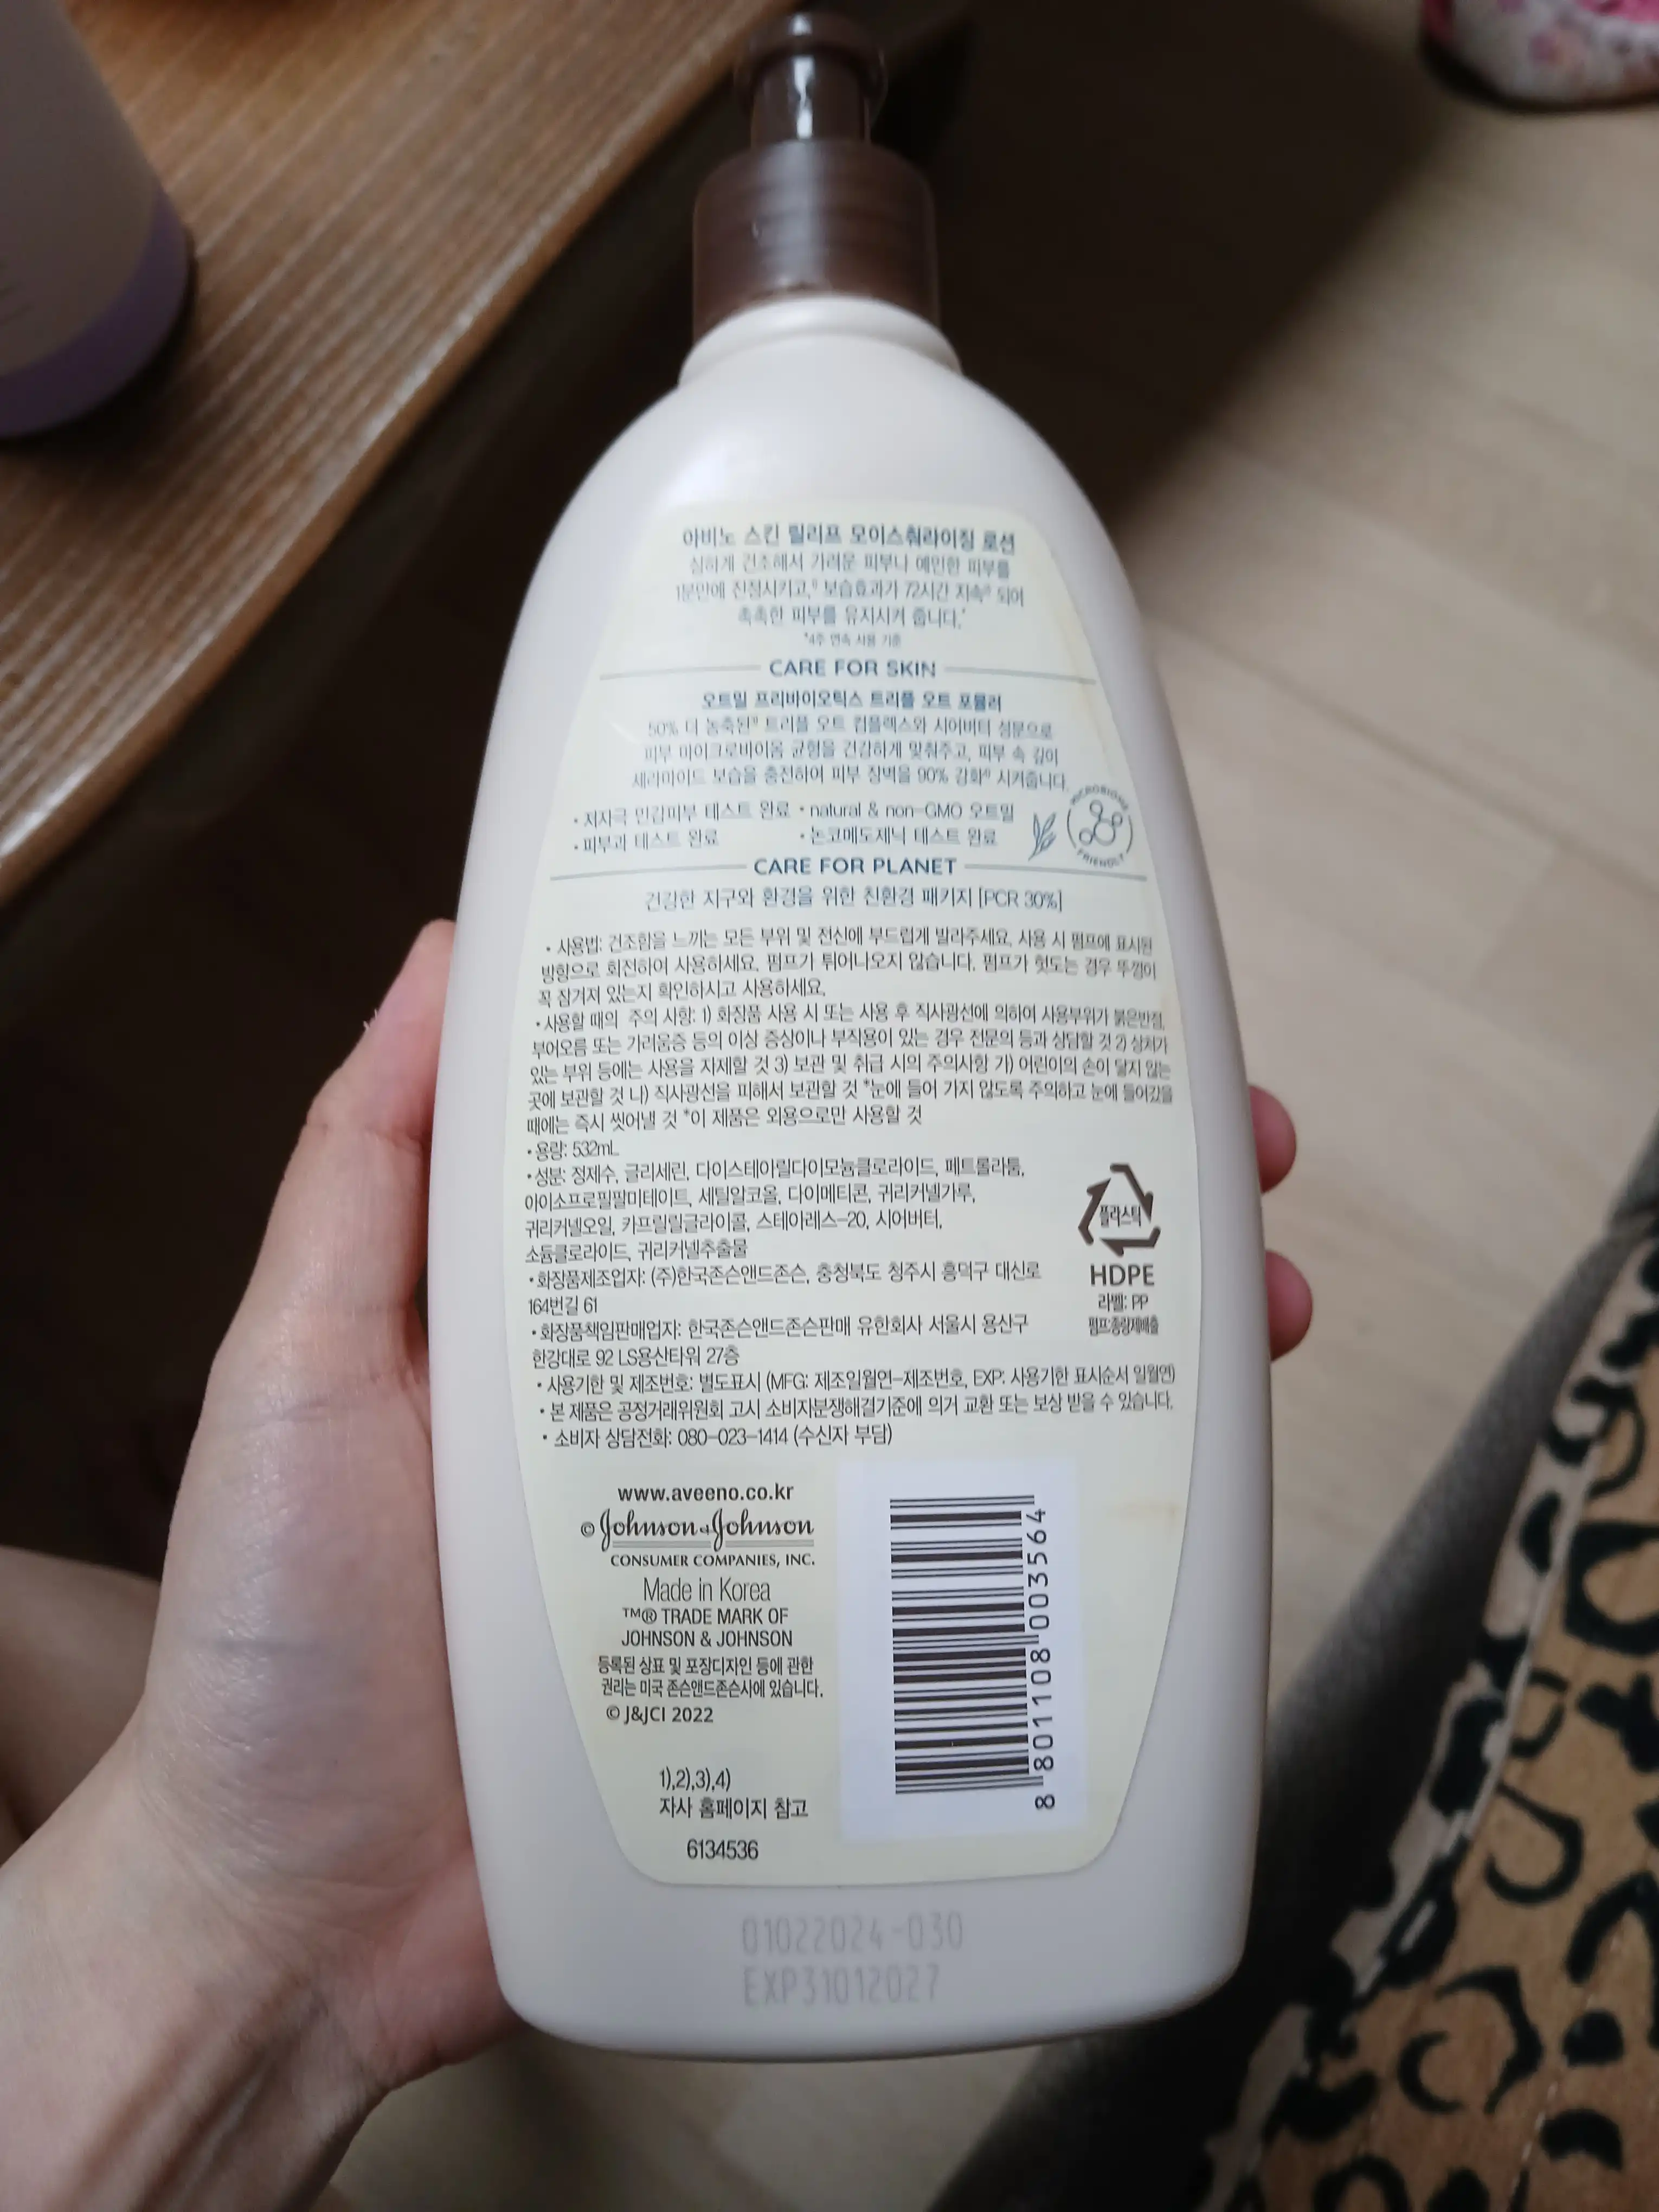 아비노 스킨 릴리프 모이스춰라이징 로션
심하게 건조해서 가려운 피부나 예민한 피부를
1분만에 진정시키고,¹⁾ 보습효과가 72시간 지속²⁾ 되어
촉촉한 피부를 유지시켜 줍니다.*
*4주 연속 사용 기준
CARE FOR SKIN
오트밀 프리바이오틱스 트리플 오트 포뮬러
50% 더 농축된³⁾ 트리플 오트 컴플렉스와 시어버터 성분으로
피부 마이크로바이옴 균형을 건강하게 맞춰주고, 피부 속 깊이
세라마이드 보습을 충전하여 피부 장벽을 90% 강화⁴⁾ 시켜줍니다.
• 저자극 민감피부 테스트 완료 • natural & non-GMO 오트밀
• 피부과 테스트 완료 • 논코메도제닉 테스트 완료
MICROBIOME
FRIENDLY
CARE FOR PLANET
건강한 지구와 환경을 위한 친환경 패키지 [PCR 30%]
• 사용법: 건조함을 느끼는 모든 부위 및 전신에 부드럽게 발라주세요. 사용 시 펌프에 표시된
방향으로 회전하여 사용하세요. 펌프가 튀어나오지 않습니다. 펌프가 헛도는 경우 뚜껑이
꼭 잠겨져 있는지 확인하시고 사용하세요.
• 사용할 때의 주의 사항: 1) 화장품 사용 시 또는 사용 후 직사광선에 의하여 사용부위가 붉은반점,
부어오름 또는 가려움증 등의 이상 증상이나 부작용이 있는 경우 전문의 등과 상담할 것 2) 상처가
있는 부위 등에는 사용을 자제할 것 3) 보관 및 취급 시의 주의사항 가) 어린이의 손이 닿지 않는
곳에 보관할 것 나) 직사광선을 피해서 보관할 것 *눈에 들어 가지 않도록 주의하고 눈에 들어갔을
때에는 즉시 씻어낼 것 *이 제품은 외용으로만 사용할 것
• 용량: 532mL
• 성분: 정제수, 글리세린, 다이스테아릴다이모늄클로라이드, 페트롤라툼,
아이소프로필팔미테이트, 세틸알코올, 다이메티콘, 귀리커넬가루,
귀리커넬오일, 카프릴릴글라이콜, 스테아레스-20, 시어버터,
소듐클로라이드, 귀리커넬추출물
• 화장품제조업자: (주)한국존슨앤드존슨, 충청북도 청주시 흥덕구 대신로
164번길 61
• 화장품책임판매업자: 한국존슨앤드존슨판매 유한회사 서울시 용산구
한강대로 92 LS용산타워 27층
플라스틱
HDPE
라벨: PP
펌프:종량제배출
• 사용기한 및 제조번호: 별도표시 (MFG: 제조일월연-제조번호, EXP: 사용기한 표시순서 일월연)
• 본 제품은 공정거래위원회 고시 소비자분쟁해결기준에 의거 교환 또는 보상 받을 수 있습니다.
• 소비자 상담전화: 080-023-1414 (수신자 부담)
www.aveeno.co.kr
© Johnson & Johnson
CONSUMER COMPANIES, INC.
Made in Korea
™® TRADE MARK OF
JOHNSON & JOHNSON
등록된 상표 및 포장디자인 등에 관한
권리는 미국 존슨앤드존슨사에 있습니다.
© J&JCI 2022
1),2),3),4)
자사 홈페이지 참고
6134536
8 801108 003564
01022024-030
EXP31012027